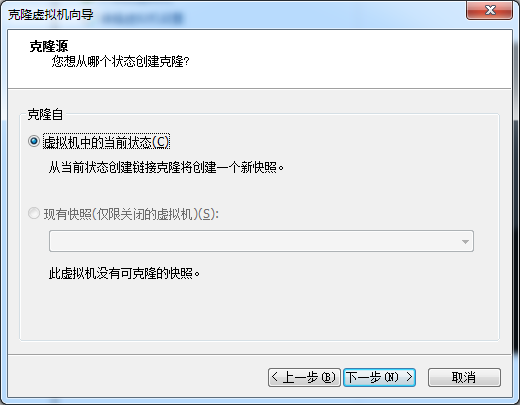 克隆虚拟机向导
克隆源
您想从哪个状态创建克隆?
克隆自
虚拟机中的当前状态(C)
从当前状态创建链接克隆将创建一个新快照。
现有快照(仅限关闭的虚拟机)(S):
此虚拟机没有可克隆的快照。
< 上一步(B) 下一步(N) > 取消